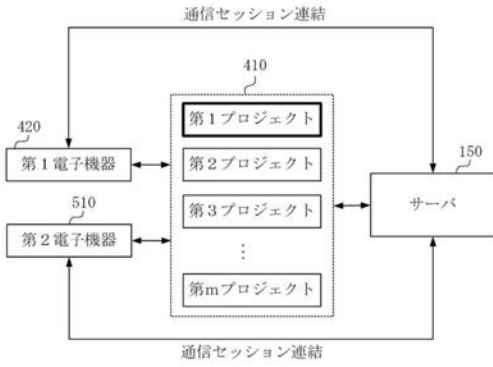 通信セッション連結
410
第1プロジェクト
420
第1電子機器
第2プロジェクト
150
510
第3プロジェクト
サーバ
第2電子機器
⋮
第mプロジェクト
通信セッション連結